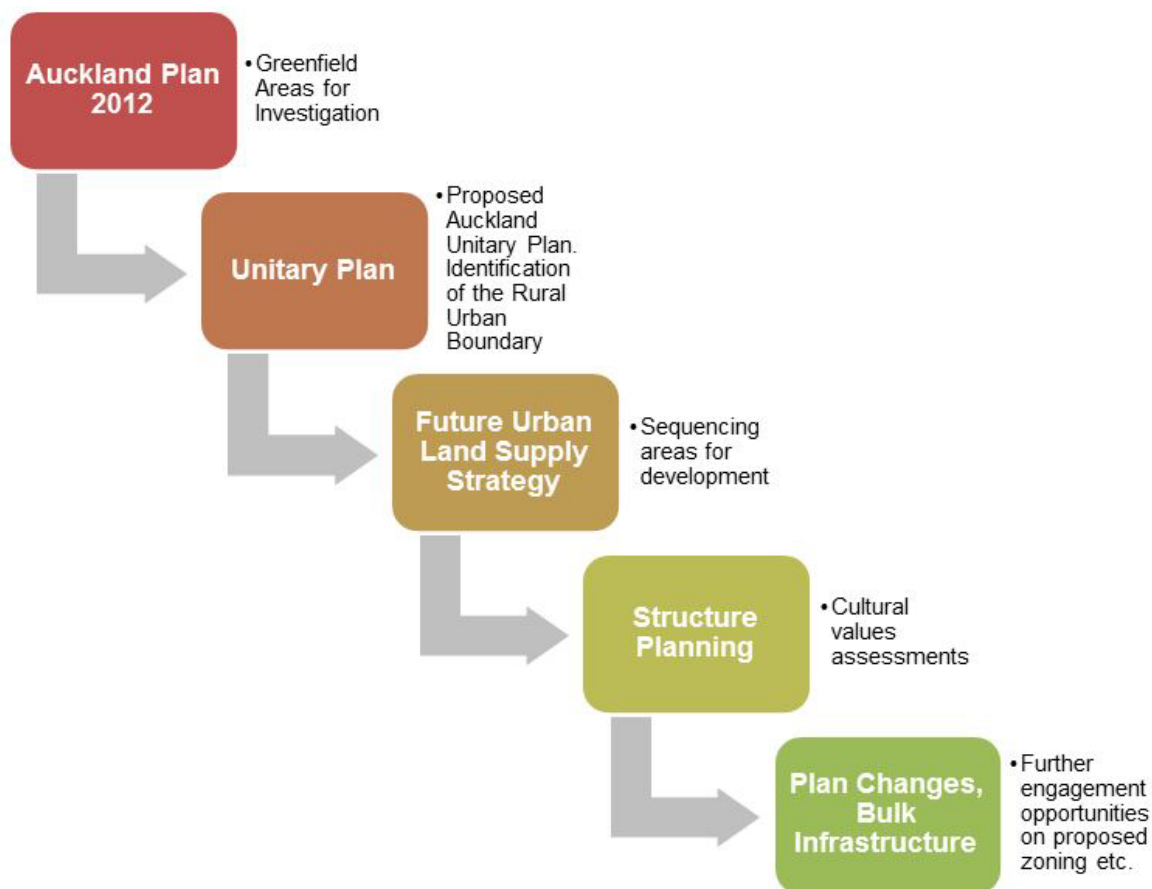 Auckland Plan
2012
•Greenfield
Areas for
Investigation
Unitary Plan
•Proposed
Auckland
Unitary Plan.
Identification
of the Rural
Urban
Boundary
Future Urban
Land Supply
Strategy
•Sequencing
areas for
development
Structure
Planning
•Cultural
values
assessments
Plan Changes,
Bulk
Infrastructure
•Further
engagement
opportunities
on proposed
zoning etc.